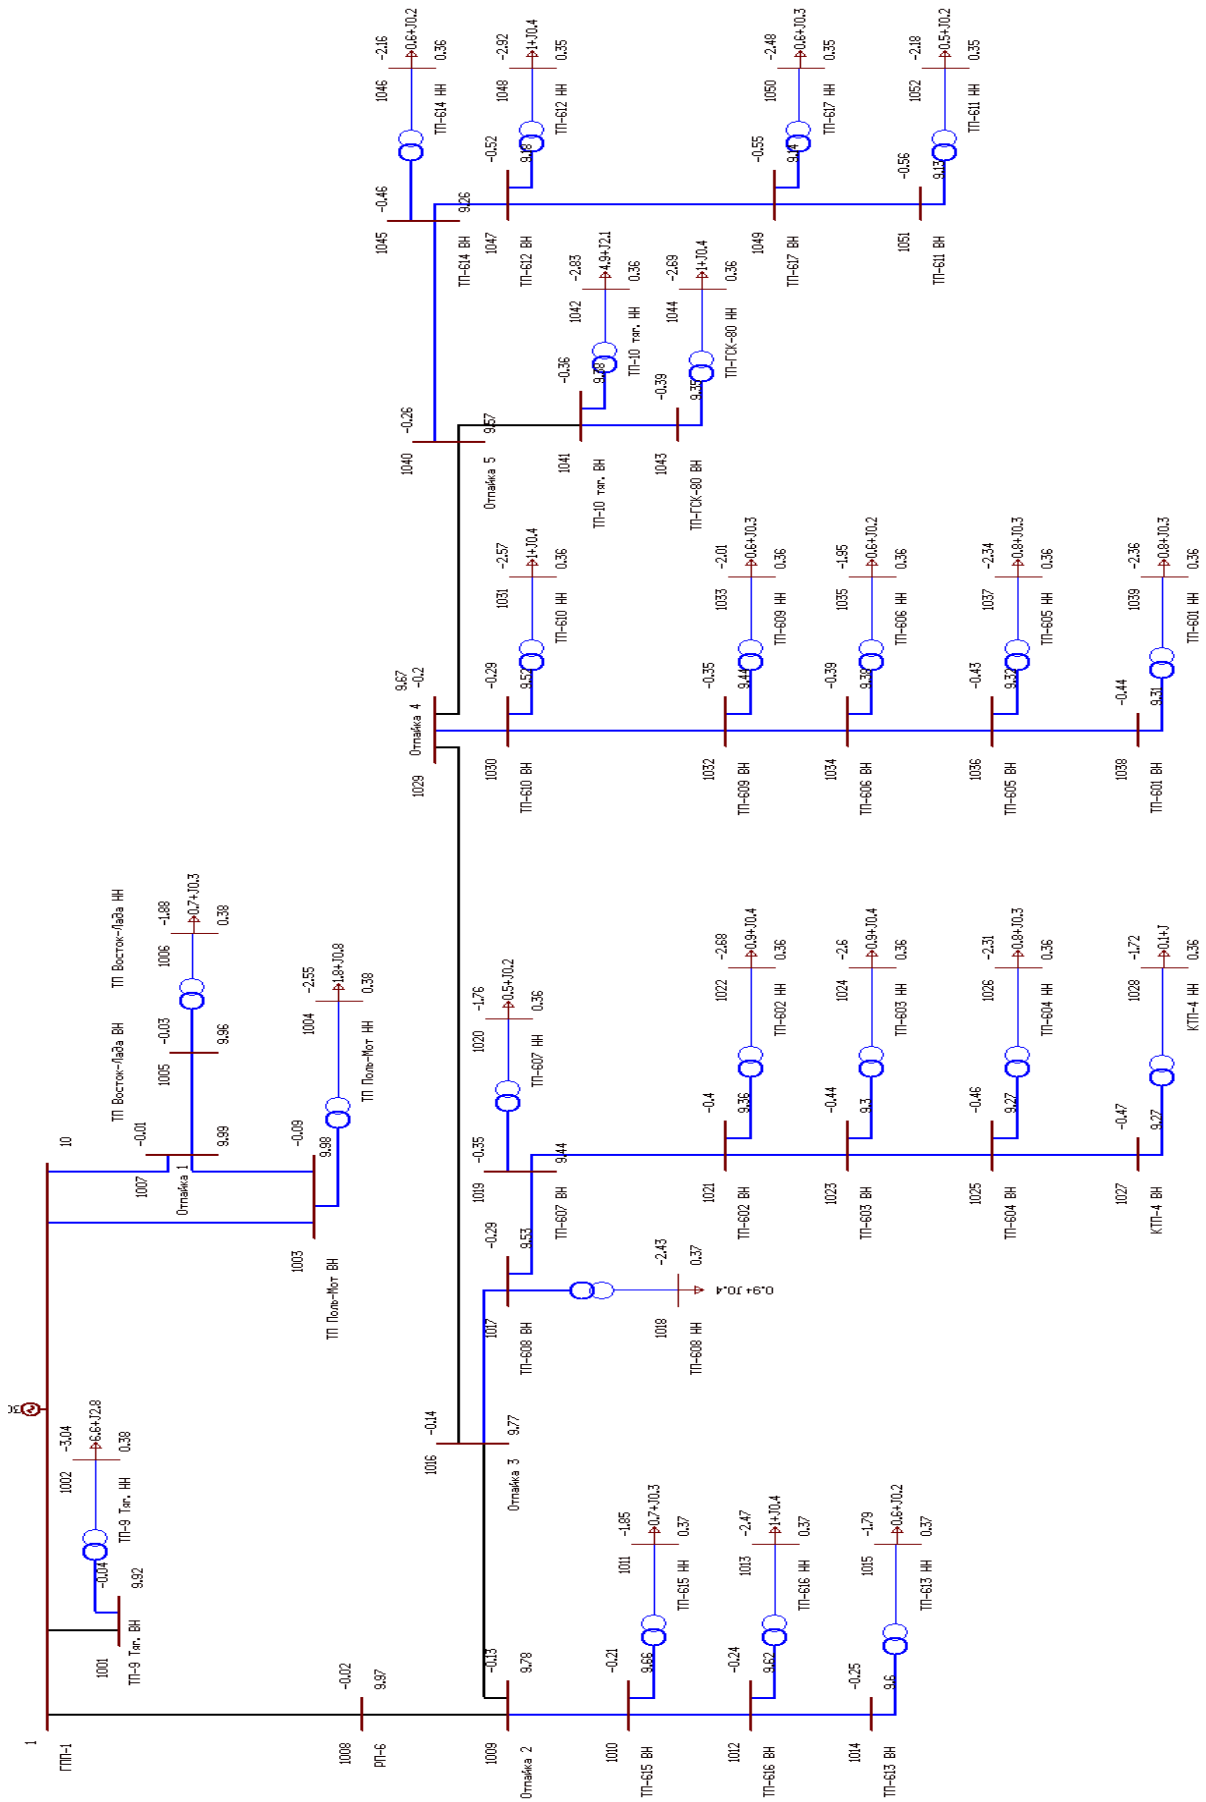 1
ГПП-1
10
1001
ТП-9 Тяг. ВН
-0.04
9.92
1002
ТП-9 Тяг. НН
-3.04
6.6+J2.8
0.38
1007
Отпайка 1
-0.01
9.99
1003
ТП Поль-Мот ВН
-0.09
9.98
1004
ТП Поль-Мот НН
-2.55
1.8+J0.8
0.38
1005
ТП Восток-Лада ВН
-0.03
9.96
1006
ТП Восток-Лада НН
-1.88
0.7+J0.3
0.38
1008
РП-6
-0.02
9.97
1009
Отпайка 2
-0.13
9.78
1010
ТП-615 ВН
-0.21
9.66
1011
ТП-615 НН
-1.85
0.7+J0.3
0.37
1012
ТП-616 ВН
-0.24
9.62
1013
ТП-616 НН
-2.47
1+J0.4
0.37
1014
ТП-613 ВН
-0.25
9.6
1015
ТП-613 НН
-1.79
0.6+J0.2
0.37
1016
Отпайка 3
-0.14
9.77
1017
ТП-608 ВН
-0.29
9.53
1018
ТП-608 НН
-2.43
0.37
0.9+J0.4
1019
ТП-607 ВН
-0.35
9.44
1020
ТП-607 НН
-1.76
0.5+J0.2
0.36
1021
ТП-602 ВН
-0.4
9.36
1022
ТП-602 НН
-2.68
0.9+J0.4
0.36
1023
ТП-603 ВН
-0.44
9.3
1024
ТП-603 НН
-2.6
0.9+J0.4
0.36
1025
ТП-604 ВН
-0.46
9.27
1026
ТП-604 НН
-2.31
0.8+J0.3
0.36
1027
КТП-4 ВН
-0.47
9.27
1028
КТП-4 НН
-1.72
0.1+J
0.36
1029
Отпайка 4
9.67
-0.2
1030
ТП-610 ВН
-0.29
9.52
1031
ТП-610 НН
-2.57
1+J0.4
0.36
1032
ТП-609 ВН
-0.35
9.44
1033
ТП-609 НН
-2.01
0.6+J0.3
0.36
1034
ТП-606 ВН
-0.39
1035
ТП-606 НН
-1.95
0.6+J0.2
0.36
1036
ТП-605 ВН
-0.43
9.32
1037
ТП-605 НН
-2.34
0.8+J0.3
0.36
1038
ТП-601 ВН
-0.44
9.31
1039
ТП-601 НН
-2.36
0.8+J0.3
0.36
1040
Отпайка 5
-0.26
9.57
1041
ТП-10 тяг. ВН
-0.36
1042
ТП-10 тяг. НН
-2.83
4.9+J2.1
0.36
1043
ТП-ГСК-80 ВН
-0.39
9.35
1044
ТП-ГСК-80 НН
-2.69
1+J0.4
0.36
1045
ТП-614 ВН
-0.46
9.26
1046
ТП-614 НН
-2.16
0.6+J0.2
0.36
1047
ТП-612 ВН
-0.52
9.18
1048
ТП-612 НН
-2.92
1+J0.4
0.35
1049
ТП-617 ВН
-0.55
9.14
1050
ТП-617 НН
-2.48
0.6+J0.3
0.35
1051
ТП-611 ВН
-0.56
9.13
1052
ТП-611 НН
-2.18
0.5+J0.2
0.35